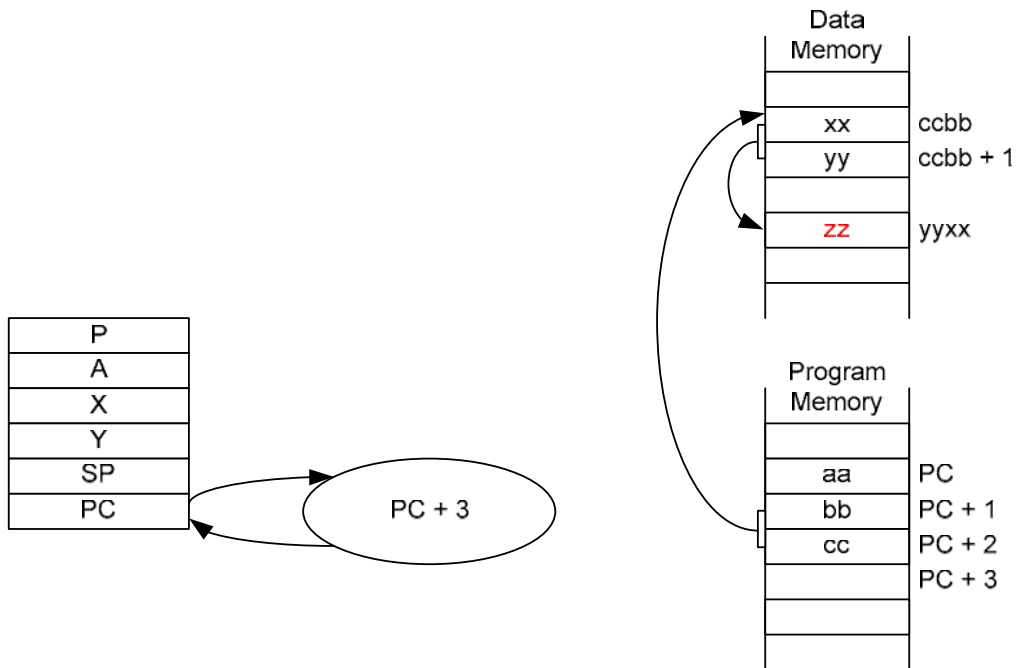 Data
Memory
xx ccbb
yy ccbb + 1
zz yyxx
P
A
X
Y
SP
PC
PC + 3
Program
Memory
aa PC
bb PC + 1
cc PC + 2
PC + 3